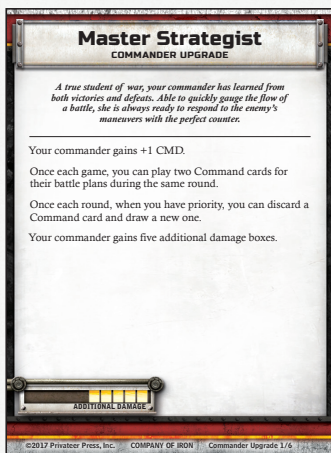 Master Strategist
COMMANDER UPGRADE
A true student of war, your commander has learned from
both victories and defeats. Able to quickly gauge the flow of
a battle, she is always ready to respond to the enemy's
maneuvers with the perfect counter.
Your commander gains +1 CMD.
Once each game, you can play two Command cards for
their battle plans during the same round.
Once each round, when you have priority, you can discard a
Command card and draw a new one.
Your commander gains five additional damage boxes.
ADDITIONAL DAMAGE
©2017 Privateer Press, Inc. COMPANY OF IRON Commander Upgrade 1/6